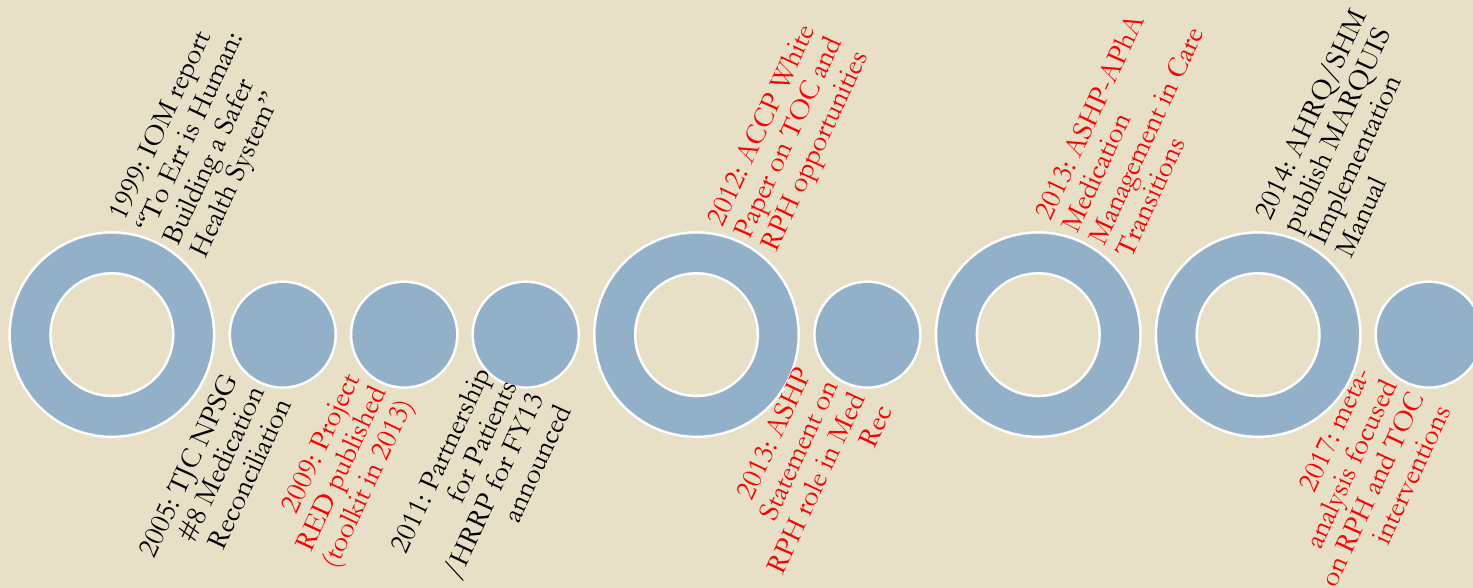 1999: IOM report
“To Err is Human:
Building a Safer
Health System”
2005: TJC NPSG
#8 Medication
Reconciliation
2009: Project
RED published
(toolkit in 2013)
2011: Partnership
for Patients
/HRRP for FY13
announced
2012: ACCP White
Paper on TOC and
RPH opportunities
2013: ASHP
Statement on
RPH role in Med
Rec
2013: ASHP-APhA
Medication
Management in Care
Transitions
2014: AHRQ/SHM
publish MARQUIS
Implementation
Manual
2017: meta-
analysis focused
on RPH and TOC
interventions